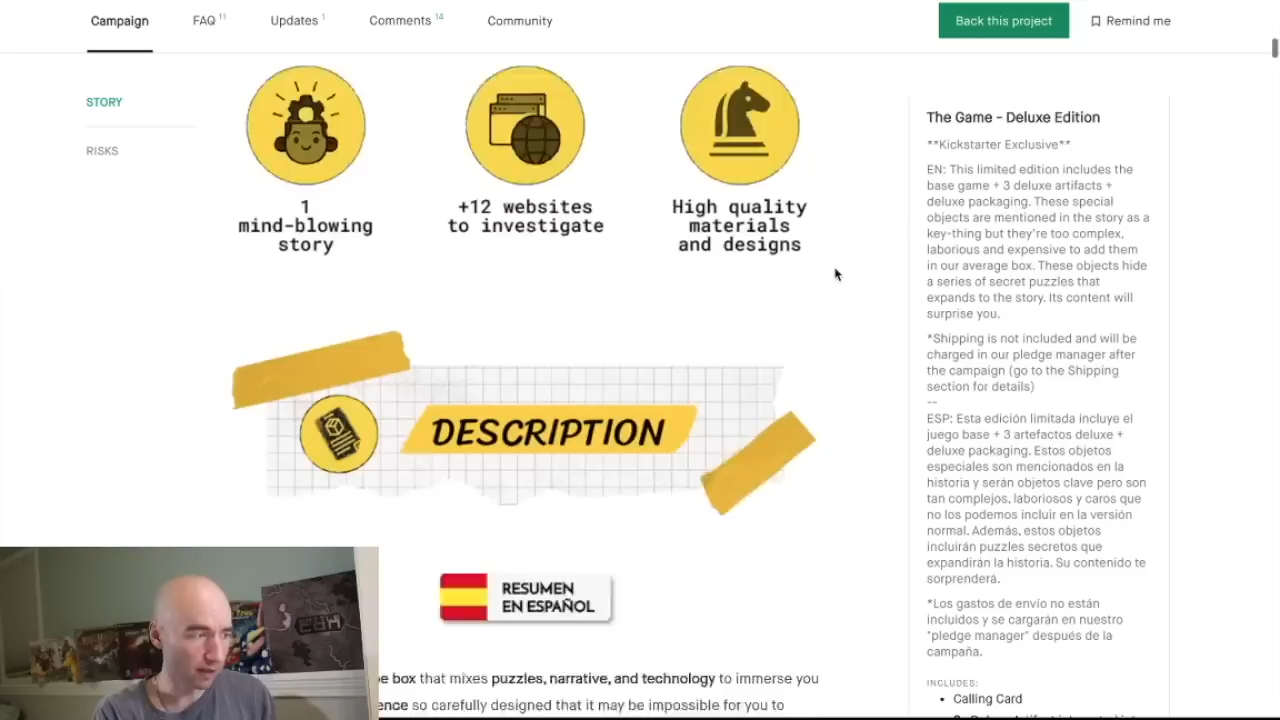 Campaign
FAQ 11
Updates 1
Comments 14
Community
Back this project
Remind me
STORY
RISKS
1
mind-blowing
story
+12 websites
to investigate
High quality
materials
and designs
DESCRIPTION
RESUMEN
EN ESPAÑOL
box that mixes puzzles, narrative, and technology to immerse you
so carefully designed that it may be impossible for you to
The Game - Deluxe Edition
**Kickstarter Exclusive**
EN: This limited edition includes the
base game + 3 deluxe artifacts +
deluxe packaging. These special
objects are mentioned in the story as a
key-thing but they're too complex,
laborious and expensive to add them
in our average box. These objects hide
a series of secret puzzles that
expands to the story. Its content will
surprise you.
*Shipping is not included and will be
charged in our pledge manager after
the campaign (go to the Shipping
section for details)
--
ESP: Esta edición limitada incluye el
juego base + 3 artefactos deluxe +
deluxe packaging. Estos objetos
especiales son mencionados en la
historia y serán objetos clave pero son
tan complejos, laboriosos y caros que
no los podemos incluir en la versión
normal. Además, estos objetos
incluirán puzzles secretos que
expandirán la historia. Su contenido te
sorprenderá.
*Los gastos de envío no están
incluidos y se cargarán en nuestro
"pledge manager" después de la
campaña.
INCLUDES:
• Calling Card